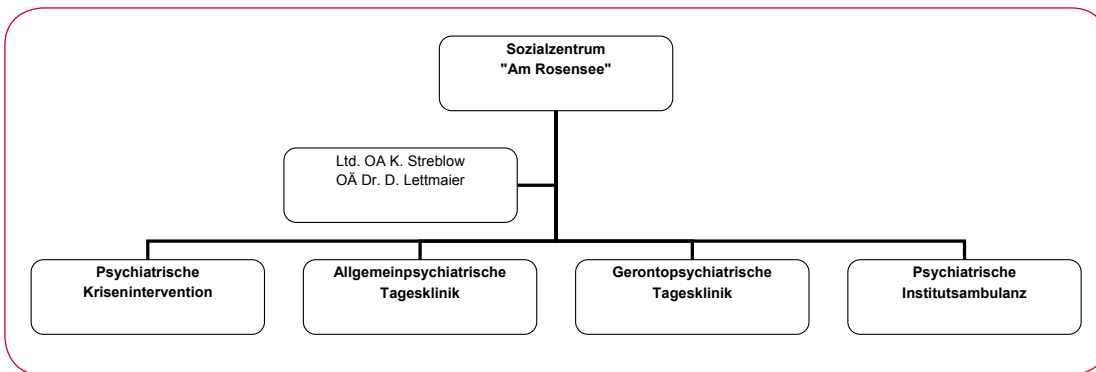 Sozialzentrum
"Am Rosensee"
Ltd. OA K. Streblow
OÄ Dr. D. Lettmaier
Psychiatrische
Krisenintervention
Allgemeinpsychiatrische
Tagesklinik
Gerontopsychiatrische
Tagesklinik
Psychiatrische
Institutsambulanz